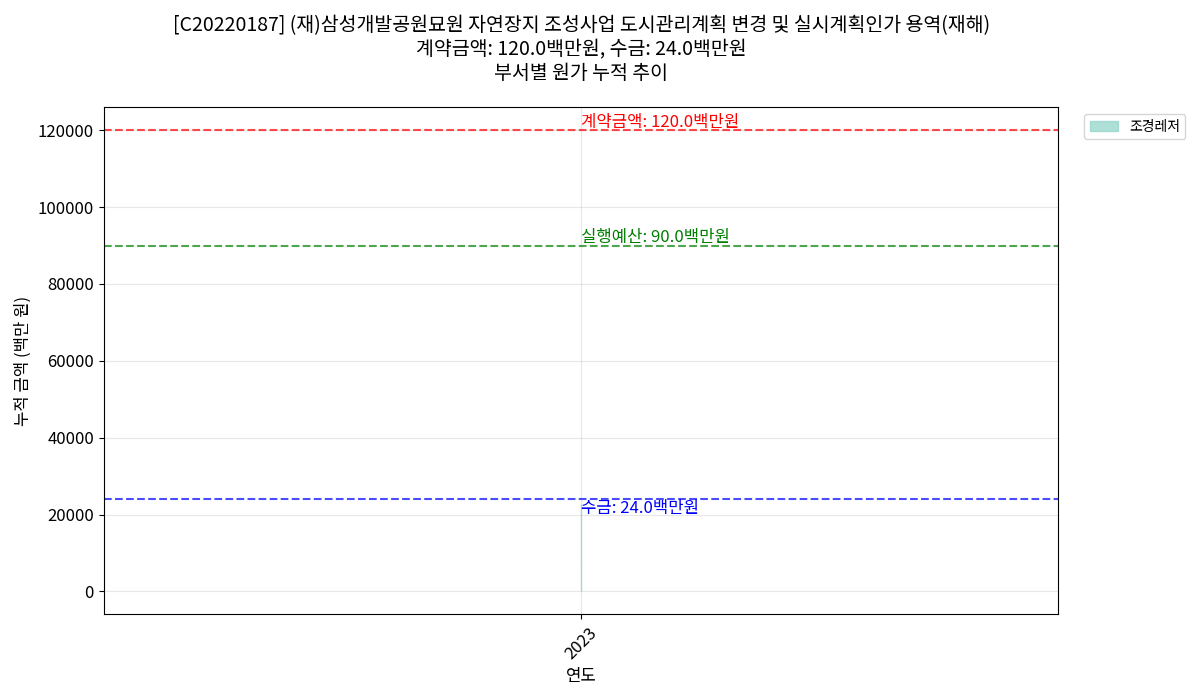 [C20220187] (재)삼성개발공원묘원 자연장지 조성사업 도시관리계획 변경 및 실시계획인가 용역(재해)
계약금액: 120.0백만원, 수금: 24.0백만원
부서별 원가 누적 추이
누적 금액 (백만 원)
120000
100000
80000
60000
40000
20000
0
계약금액: 120.0백만원
실행예산: 90.0백만원
수금: 24.0백만원
조경레저
2023
연도